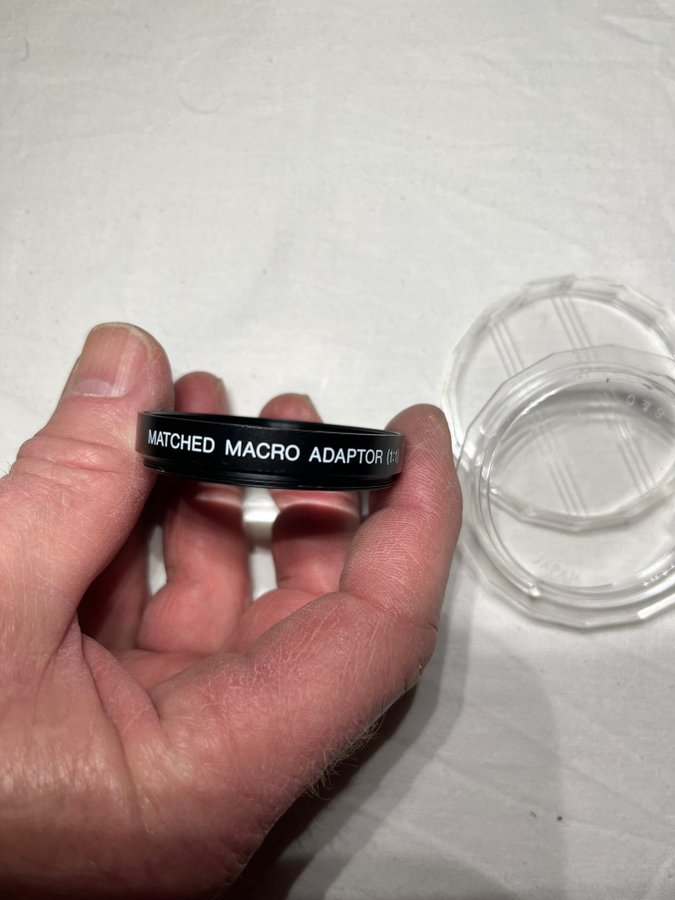 MATCHED MACRO ADAPTOR (1:1)
JAPAN